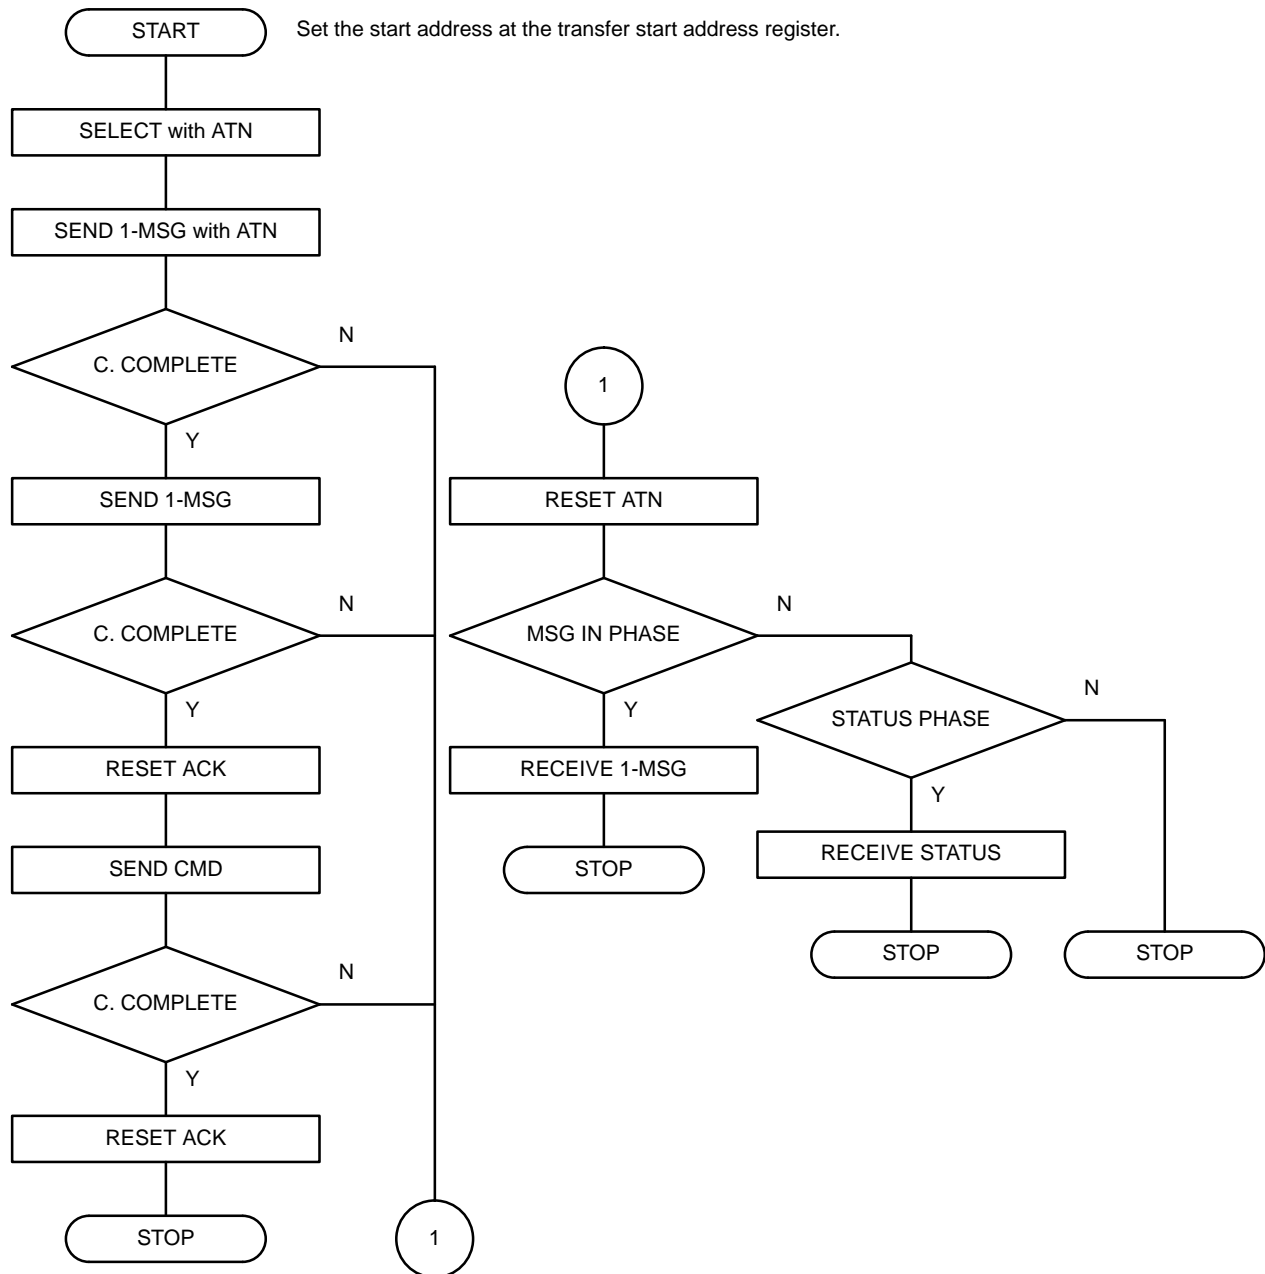 START
Set the start address at the transfer start address register.
SELECT with ATN
SEND 1-MSG with ATN
C. COMPLETE
N
Y
SEND 1-MSG
C. COMPLETE
N
Y
RESET ACK
SEND CMD
C. COMPLETE
N
Y
RESET ACK
STOP
1
1
RESET ATN
MSG IN PHASE
N
Y
RECEIVE 1-MSG
STOP
STATUS PHASE
N
Y
RECEIVE STATUS
STOP
STOP